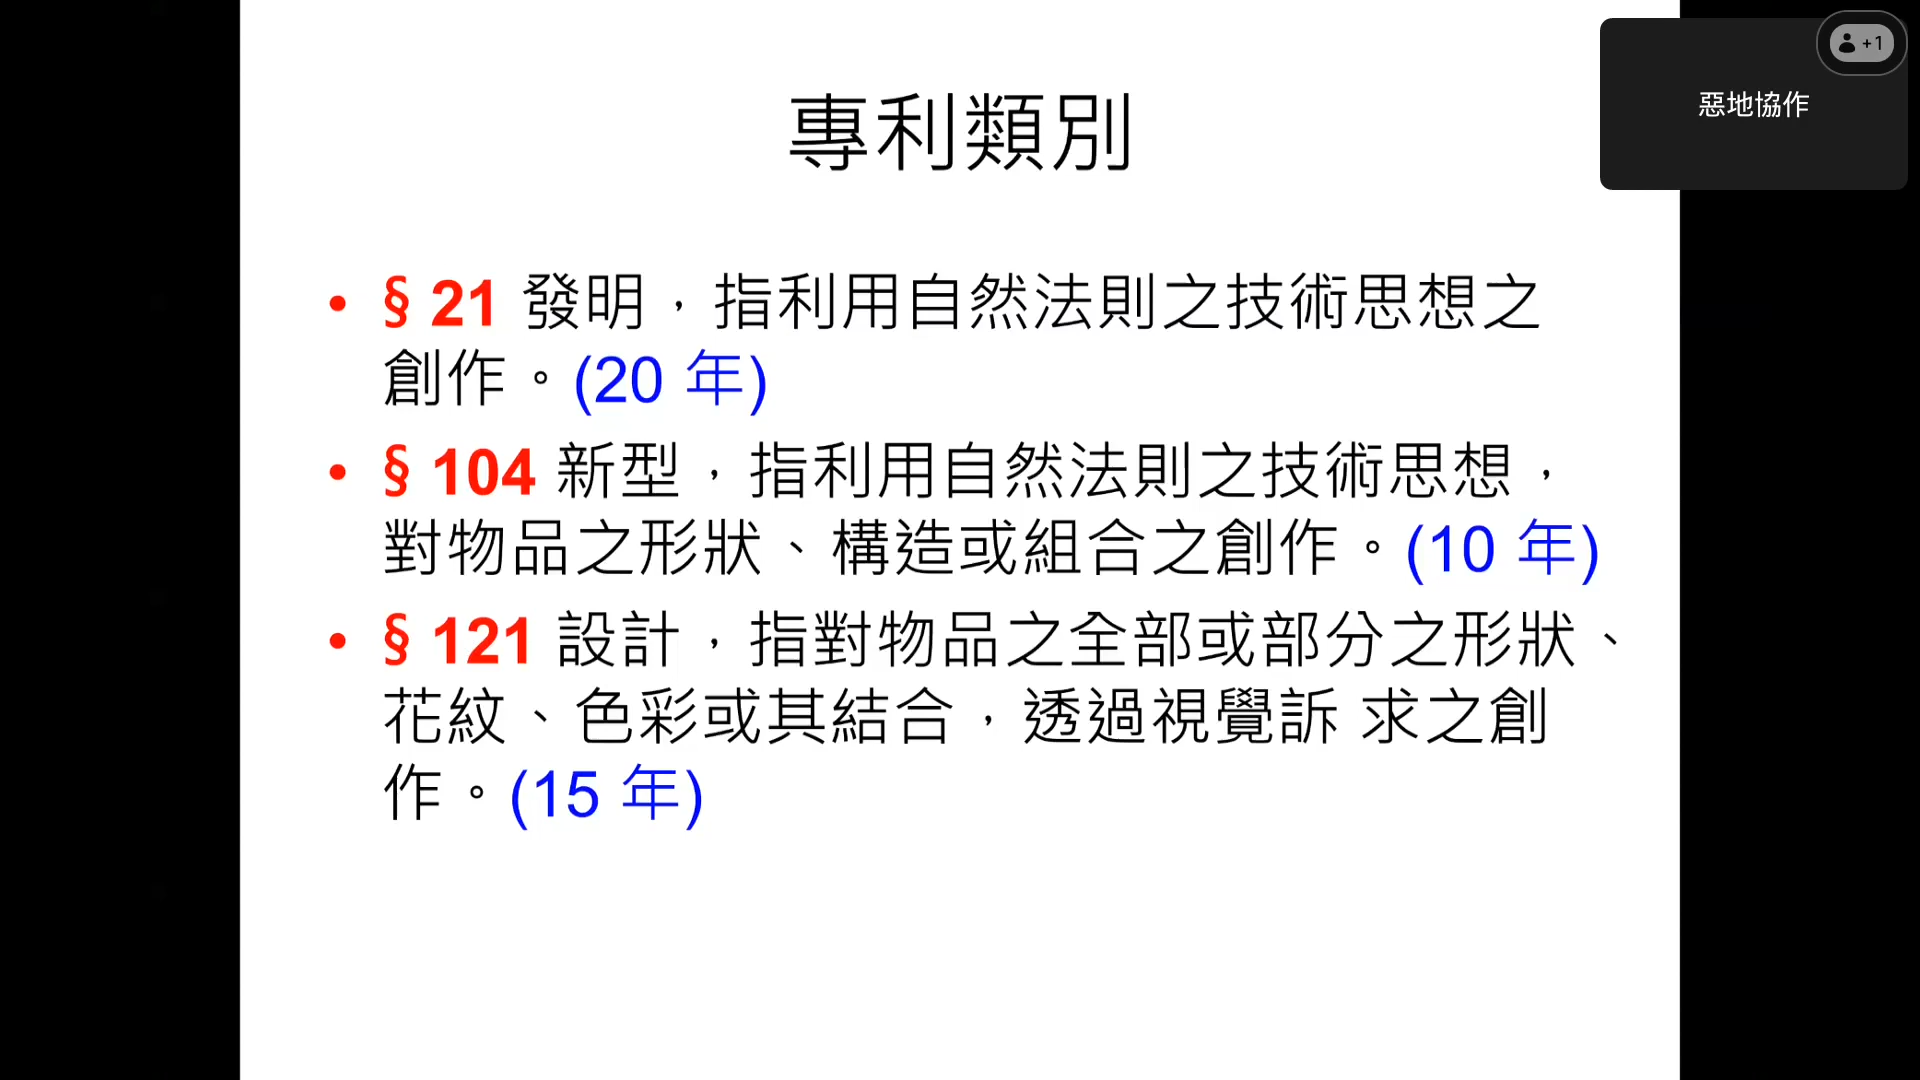 專利類別
+1
惡地協作
• § 21 發明，指利用自然法則之技術思想之
創作。(20 年)
• § 104 新型，指利用自然法則之技術思想，
對物品之形狀、構造或組合之創作。(10 年)
• § 121 設計，指對物品之全部或部分之形狀、
花紋、色彩或其結合，透過視覺訴 求之創
作。(15 年)